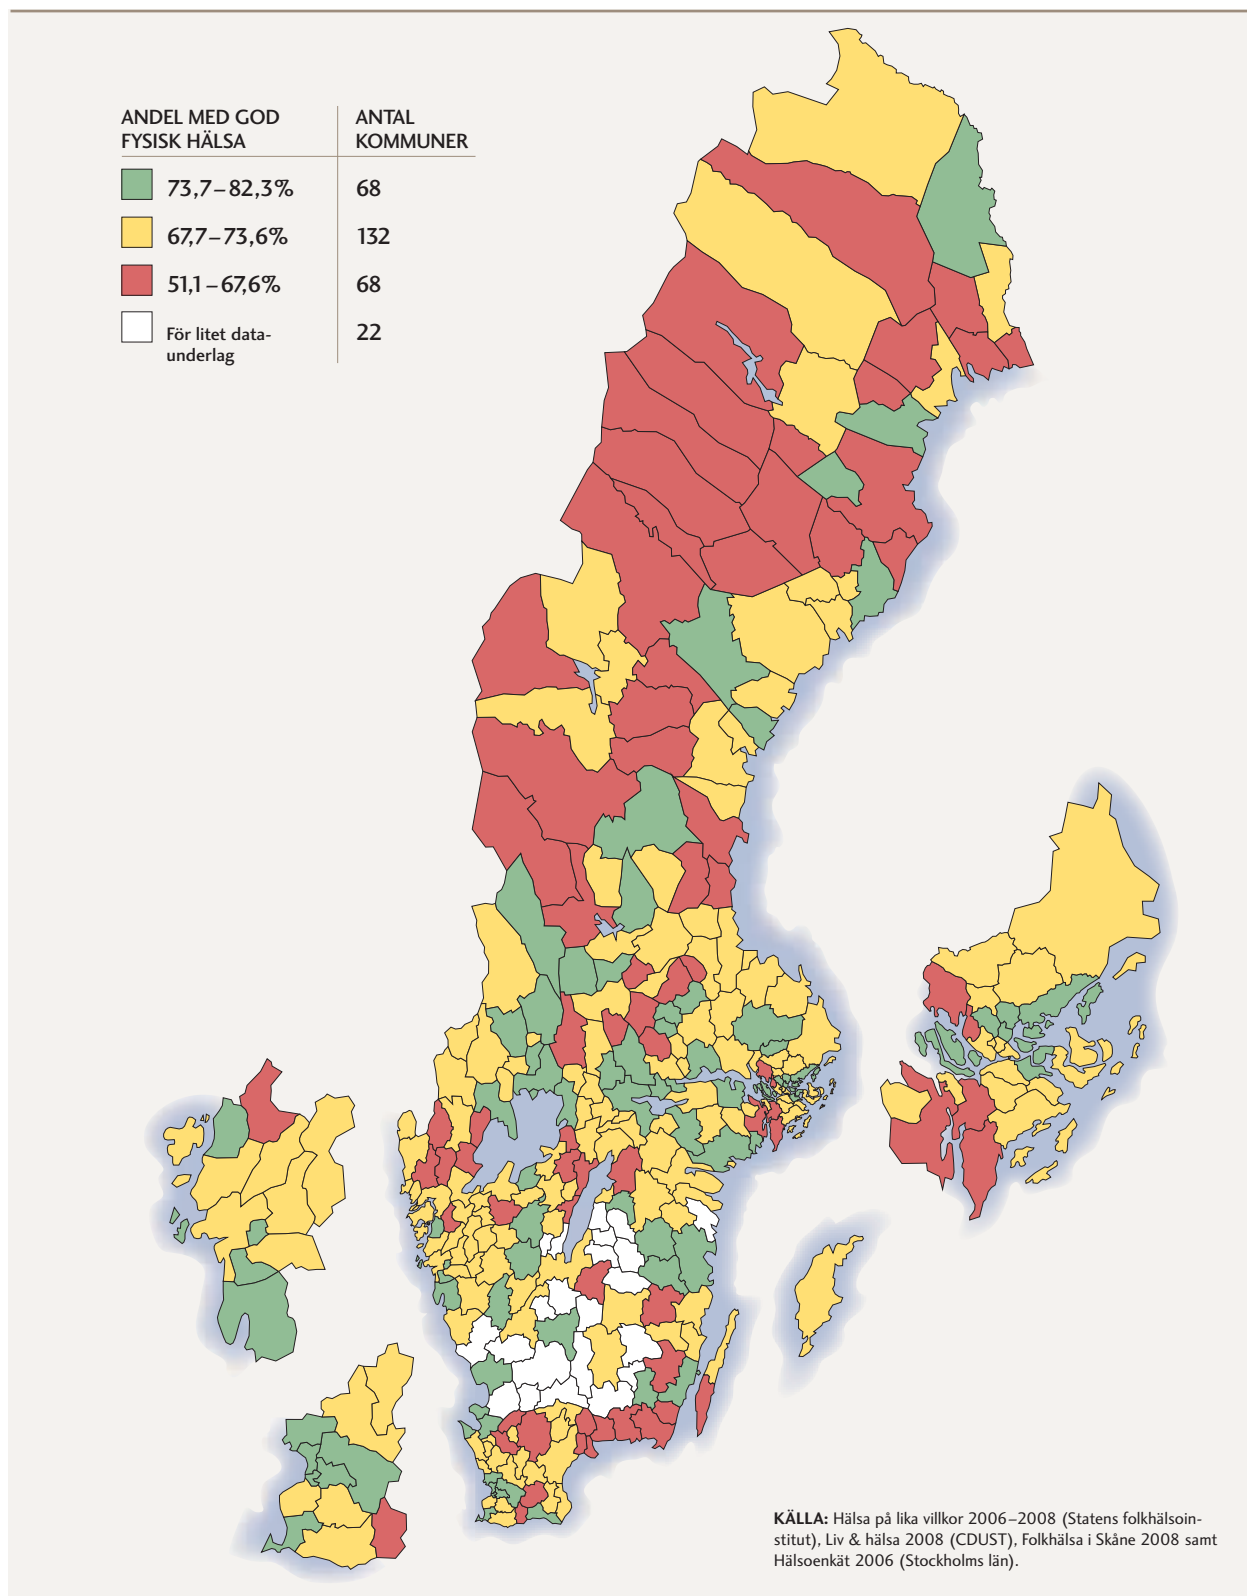 ANDEL MED GOD
FYSISK HÄLSA
ANTAL
KOMMUNER
73,7–82,3%
68
67,7–73,6%
132
51,1–67,6%
68
För litet data-
underlag
22
KÄLLA: Hälsa på lika villkor 2006–2008 (Statens folkhälsoin-
stitut), Liv & hälsa 2008 (CDUST), Folkhälsa i Skåne 2008 samt
Hälsoenkät 2006 (Stockholms län).